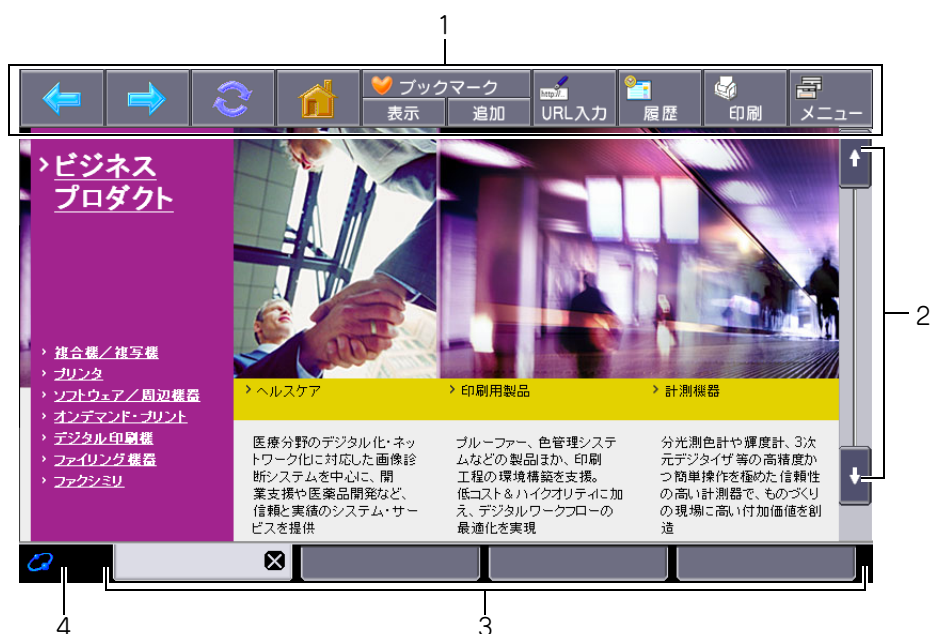 1
ブックマーク
表示
追加
http://
URL入力
履歴
印刷
メニュー
›ビジネス
プロダクト
› 複合機／複写機
› プリンタ
› ソフトウェア／周辺機器
› オンデマンド・プリント
› デジタル印刷機
› ファイリング機器
› ファクシミリ
› ヘルスケア
医療分野のデジタル化・ネッ
トワーク化に対応した画像診
断システムを中心に、開
業支援や医薬品開発など、
信頼と実績のシステム・サー
ビスを提供
› 印刷用製品
プルーファー、色管理システ
ムなどの製品ほか、印刷
工程の環境構築を支援。
低コスト＆ハイクオリティに加
え、デジタルワークフローの
最適化を実現
› 計測機器
分光測色計や輝度計、3次
元デジタイザ等の高精度か
つ簡単操作を極めた信頼性
の高い計測器で、ものづくり
の現場に高い付加価値を創
造
2
3
4